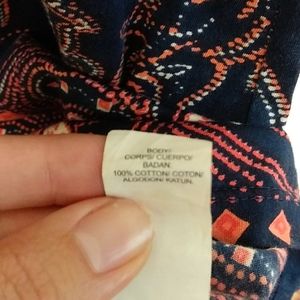 BODY/
CORPS/ CUERPO/
BADAN:
100% COTTON/ COTON/
ALGODON/ KATUN.